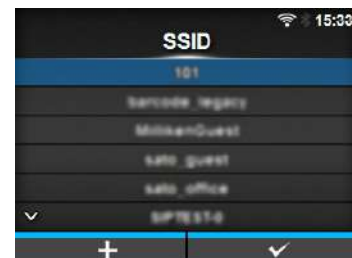 15:33
SSID
101
barcode_legacy
MillikenGuest
sato_guest
sato_office
SIPTEST-0